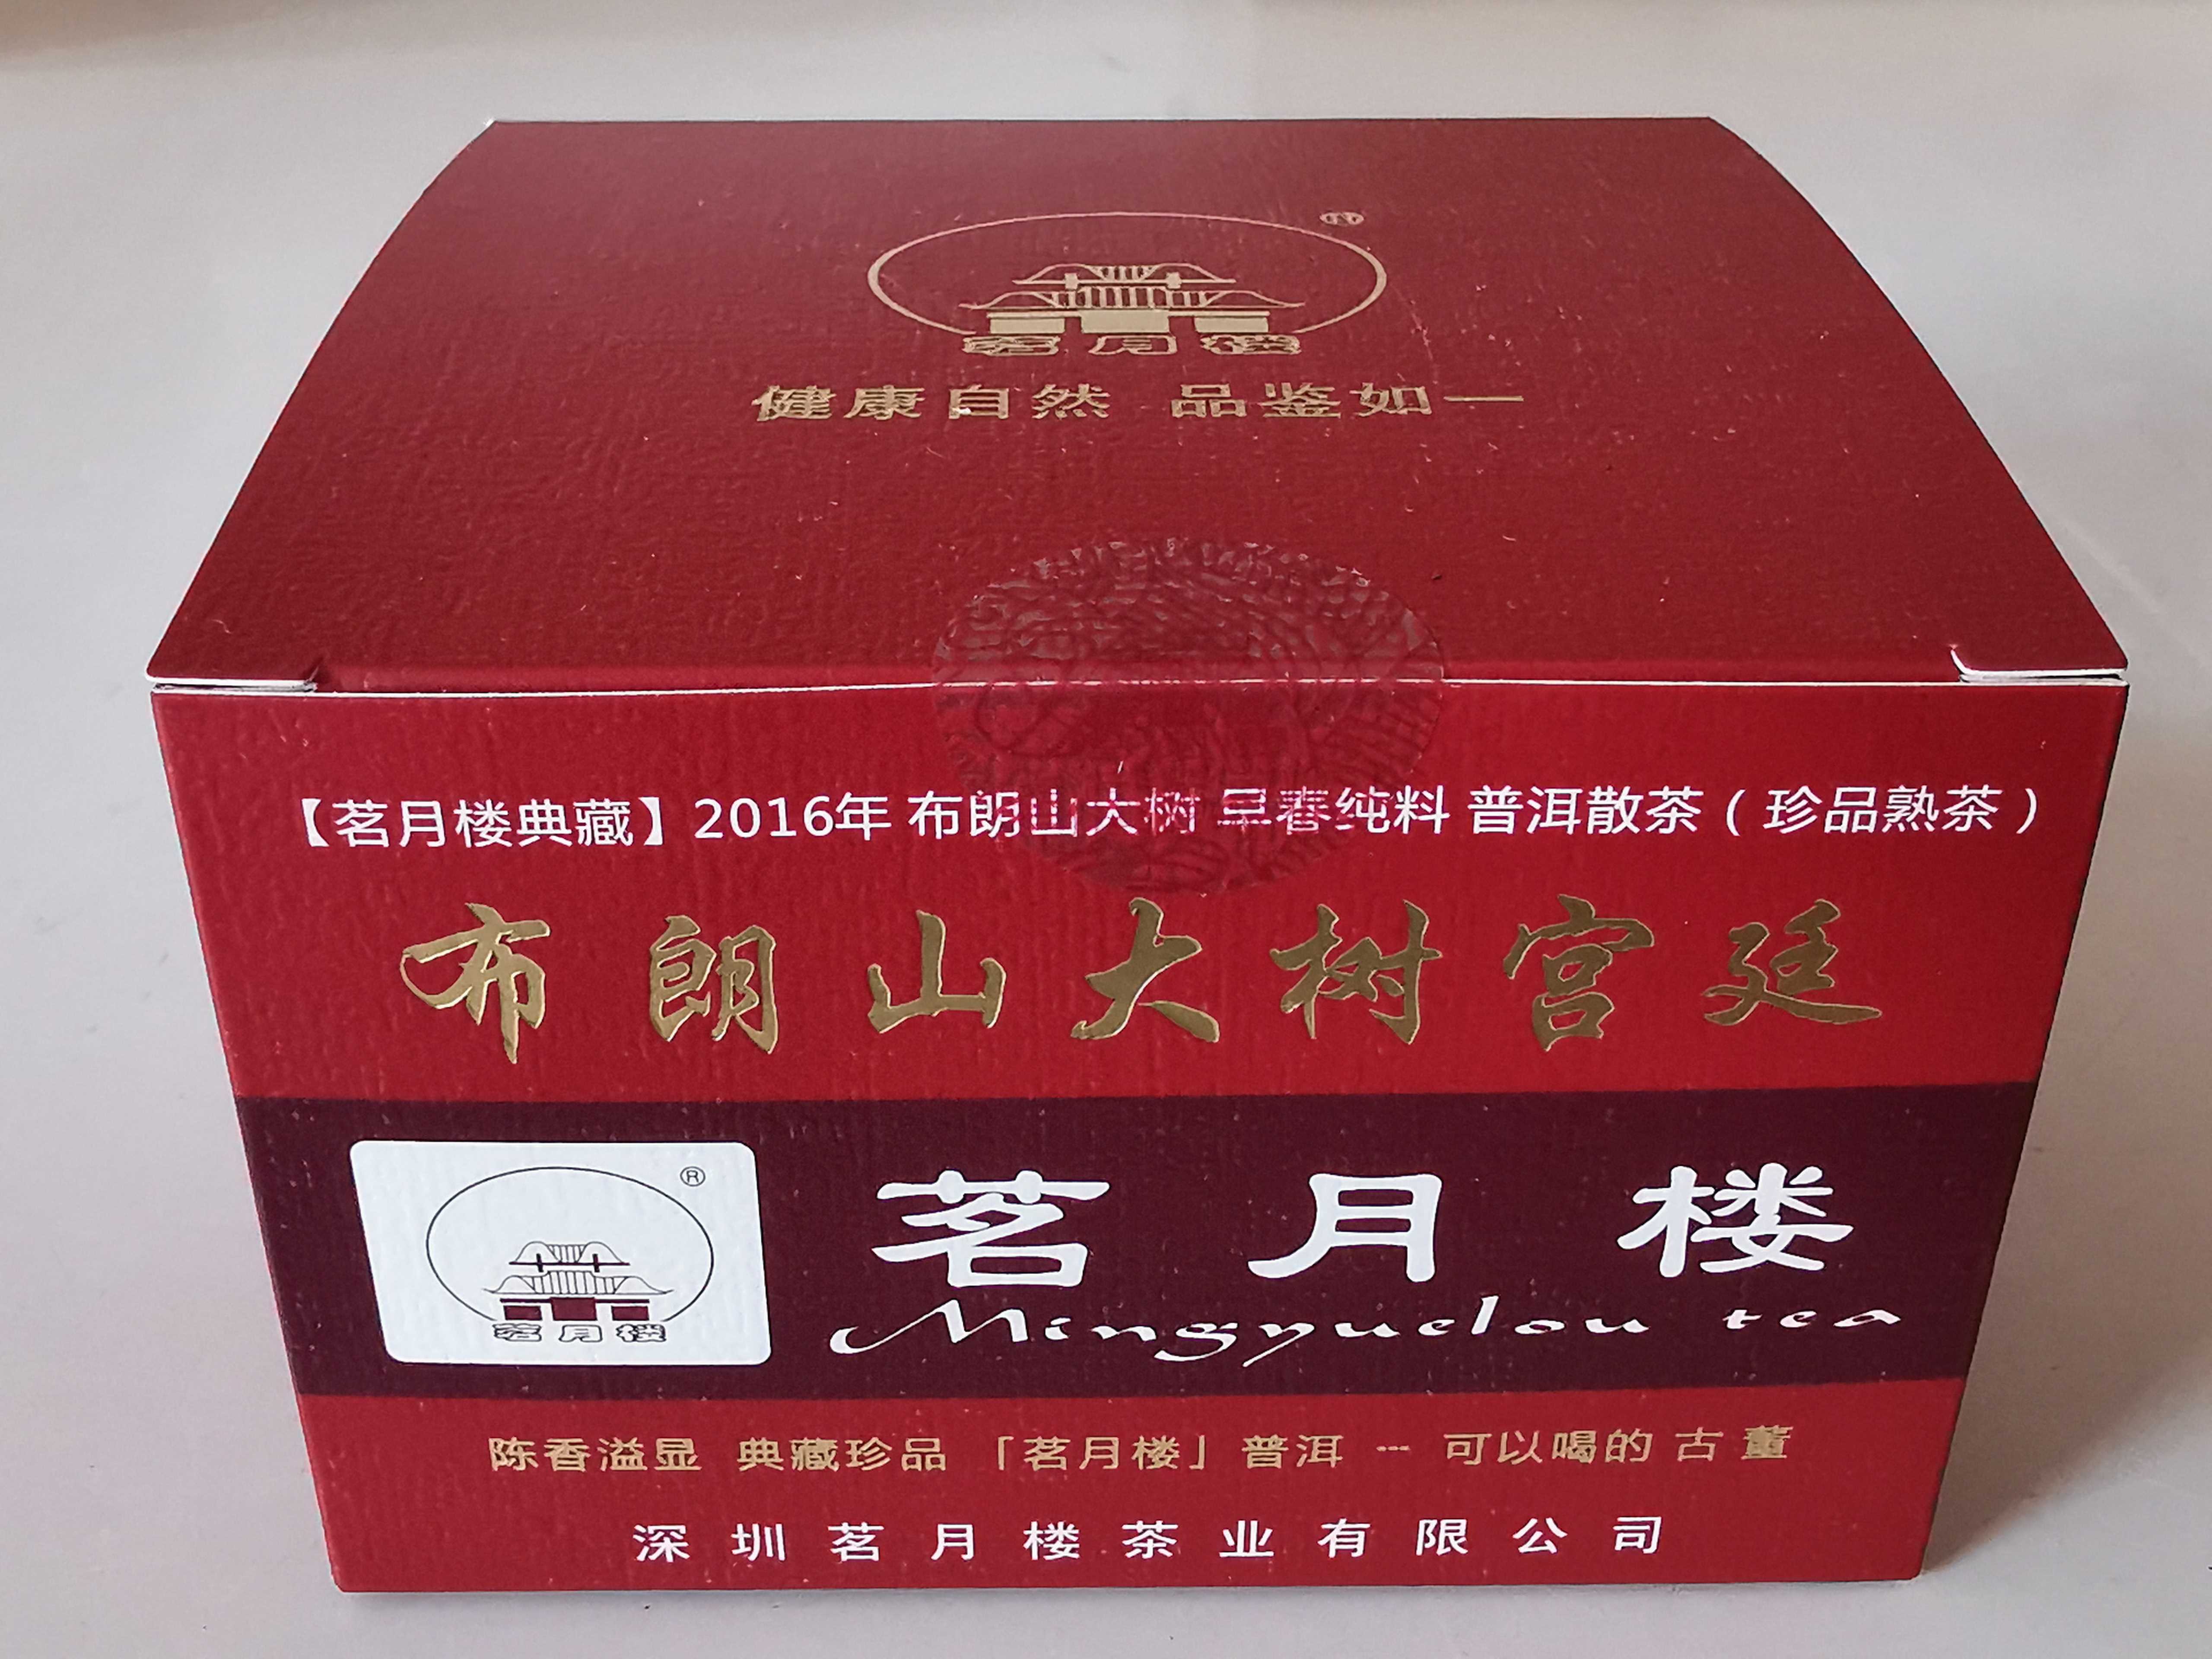 ®
茗月楼
健康自然 品鉴如一
【茗月楼典藏】2016年 布朗山大树 早春纯料 普洱散茶（珍品熟茶）
布朗山大树宫廷
®
茗月楼
茗月楼
Mingyuelou tea
陈香溢显 典藏珍品「茗月楼」普洱 … 可以喝的 古董
深圳茗月楼茶业有限公司